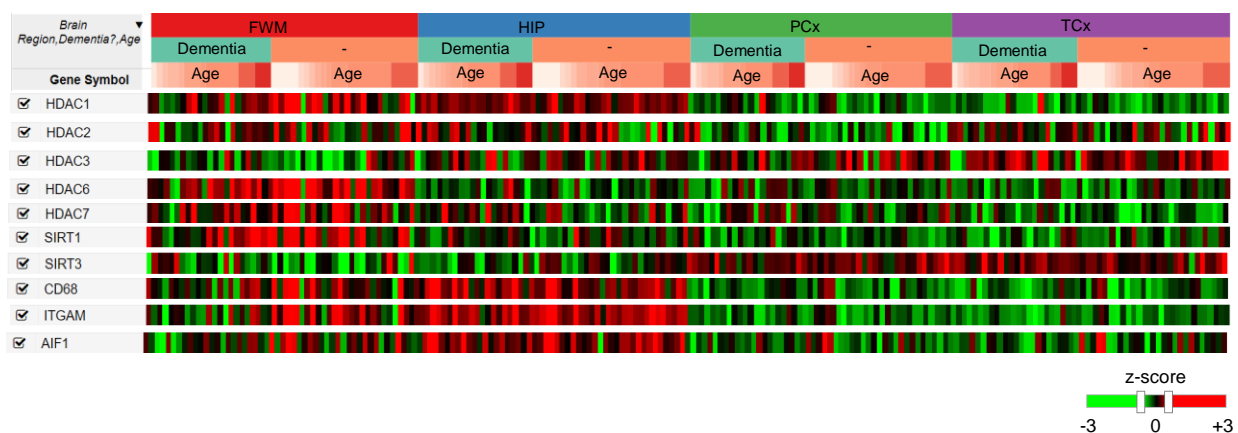 Brain
Region,Dementia?,Age
Gene Symbol
FWM HIP PCx TCx
Dementia - Dementia - Dementia - Dementia -
Age Age Age Age Age Age Age Age
HDAC1
HDAC2
HDAC3
HDAC6
HDAC7
SIRT1
SIRT3
CD68
ITGAM
AIF1
z-score
-3 0 +3